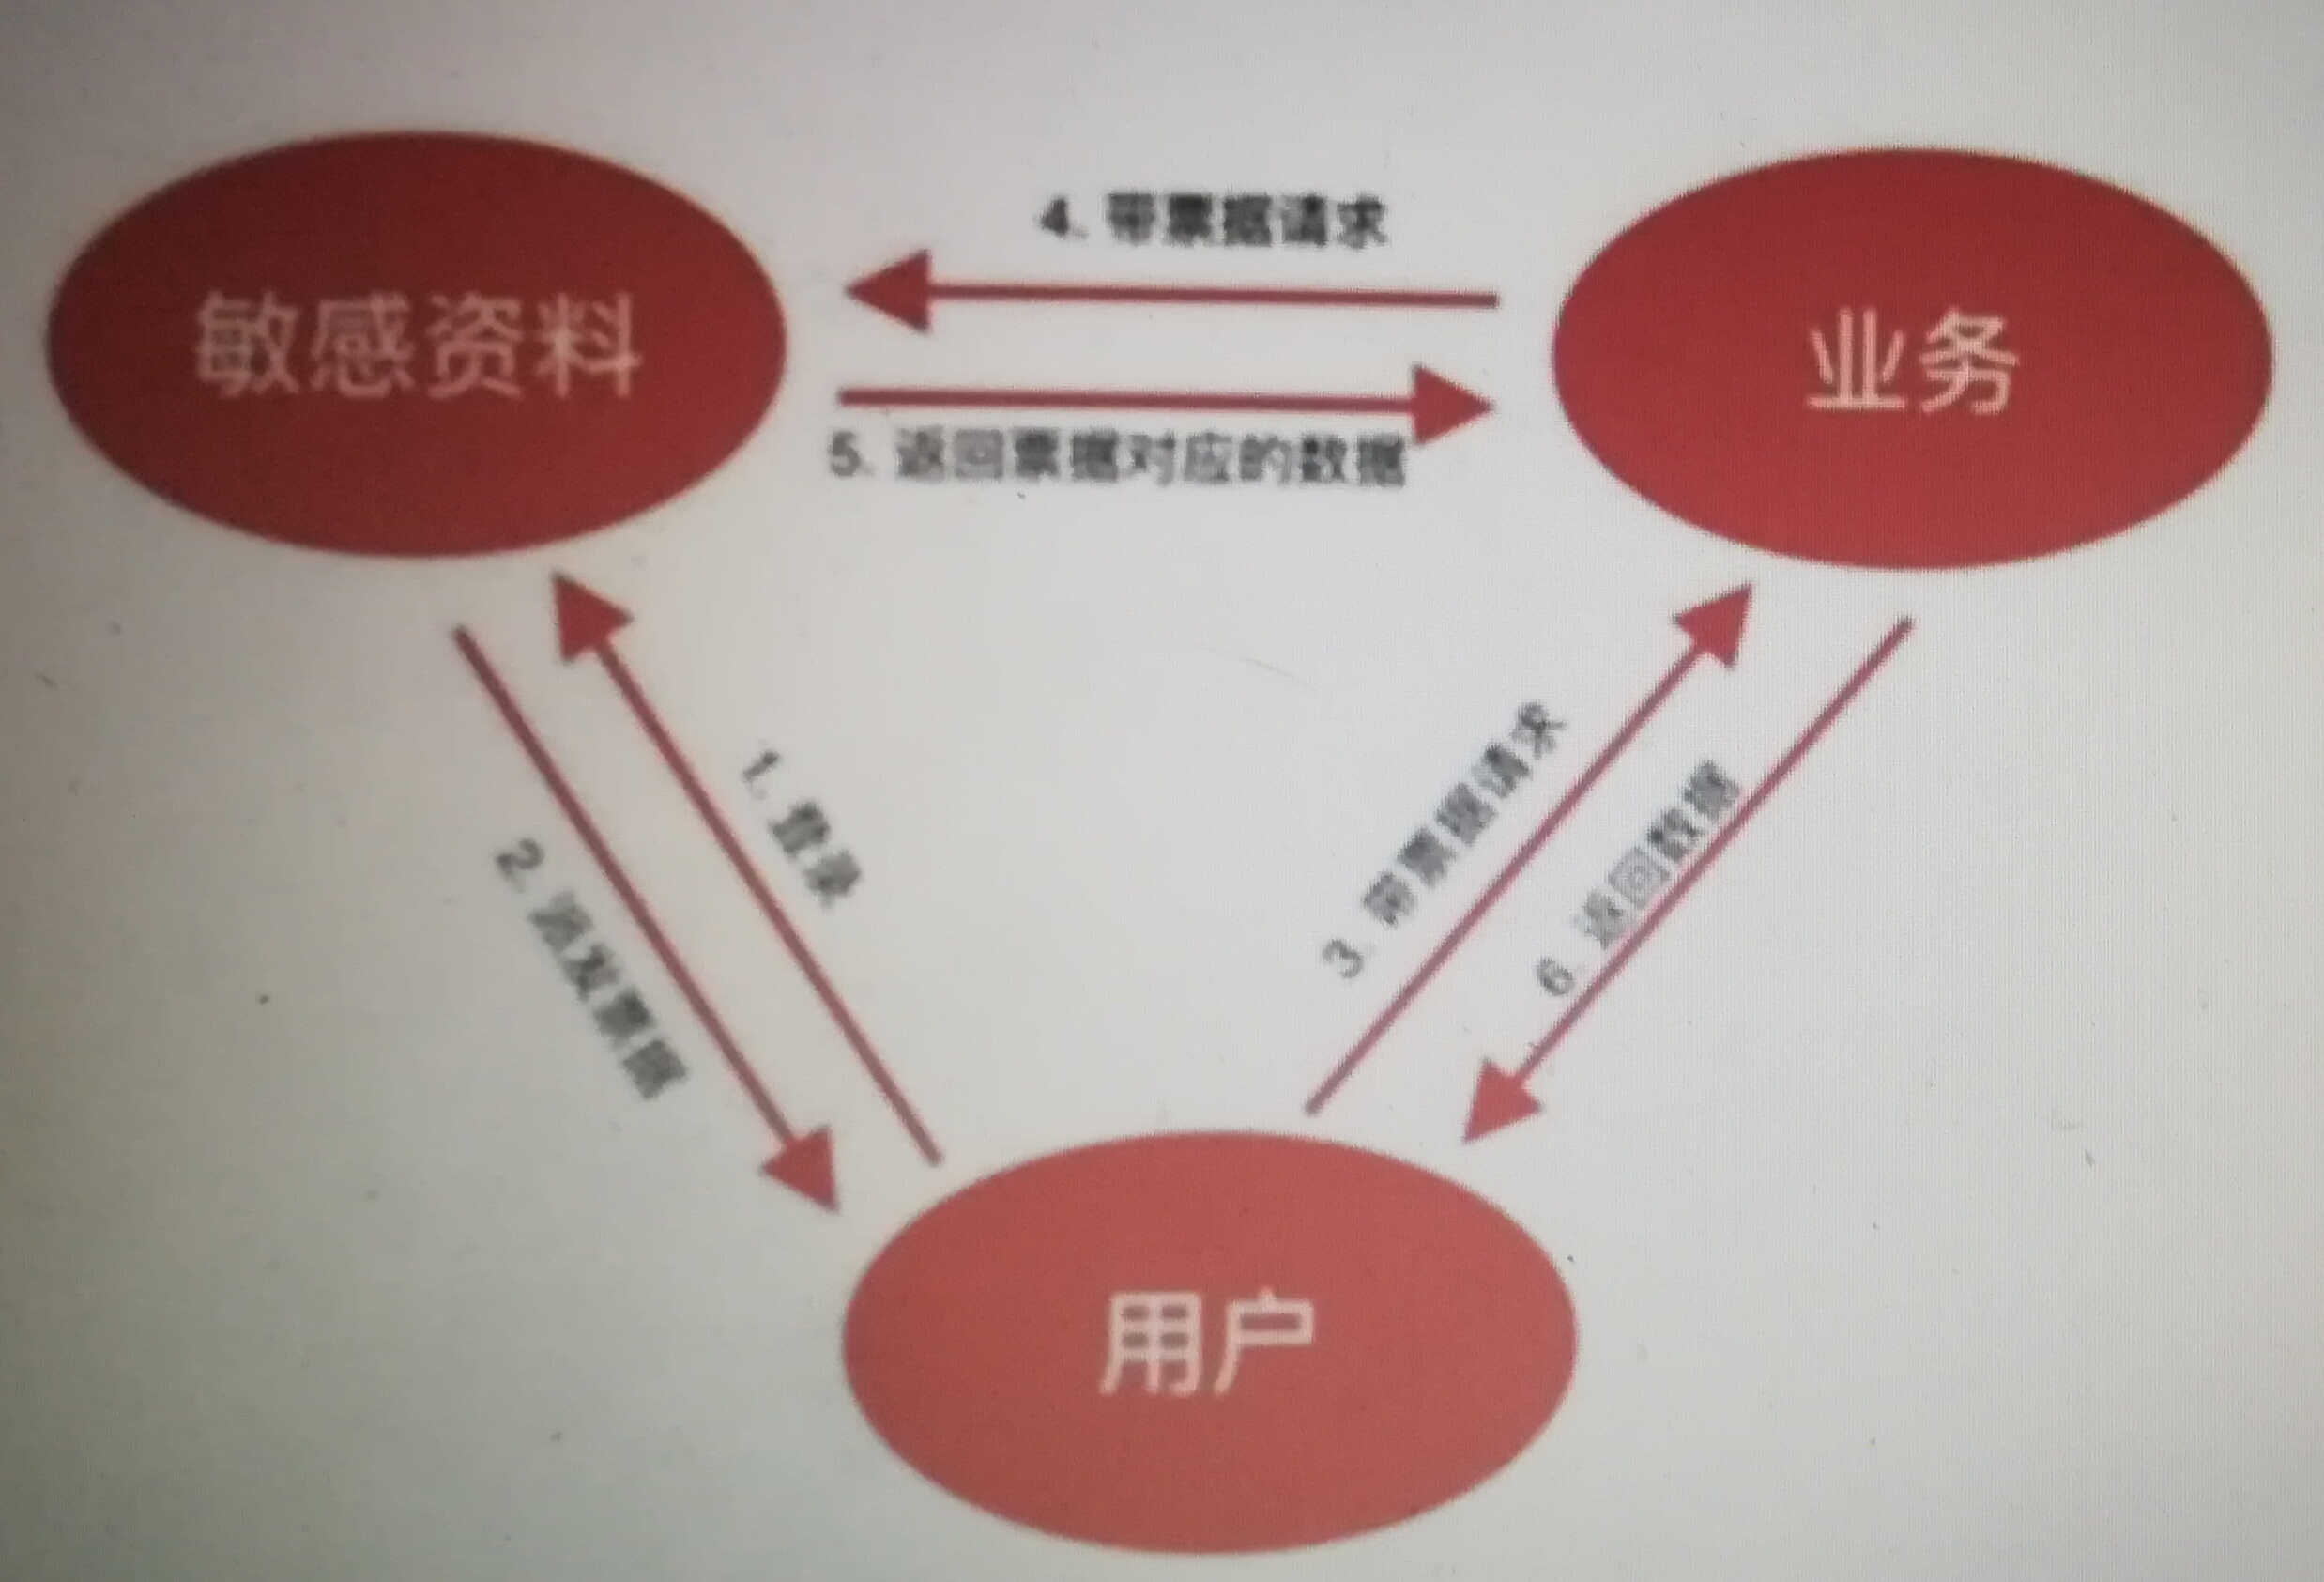 4. 带票据请求
敏感资料
业务
5. 返回票据对应的数据
1. 登录
2. 派发票据
3. 带票据请求
6. 返回数据
用户